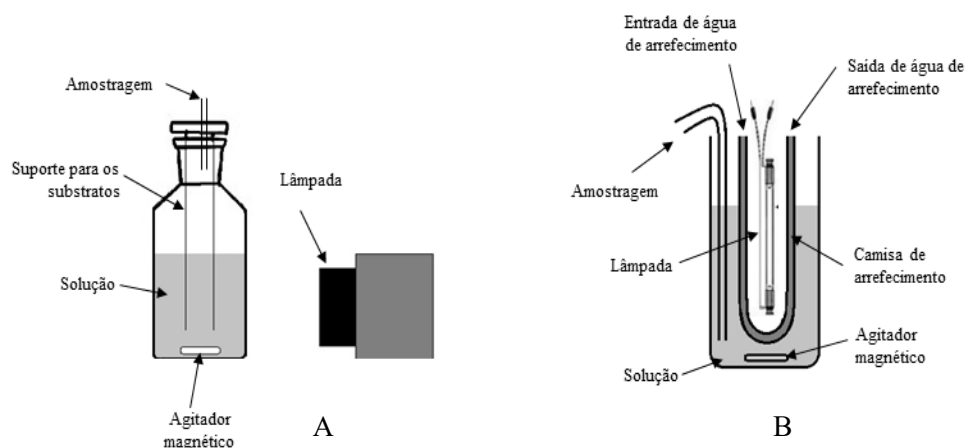 Amostragem
Suporte para os
substratos
Lâmpada
Solução
Agitador
magnético
A
Entrada de água
de arrefecimento
Saída de água de
arrefecimento
Amostragem
Lâmpada
Camisa de
arrefecimento
Agitador
magnético
Solução
B